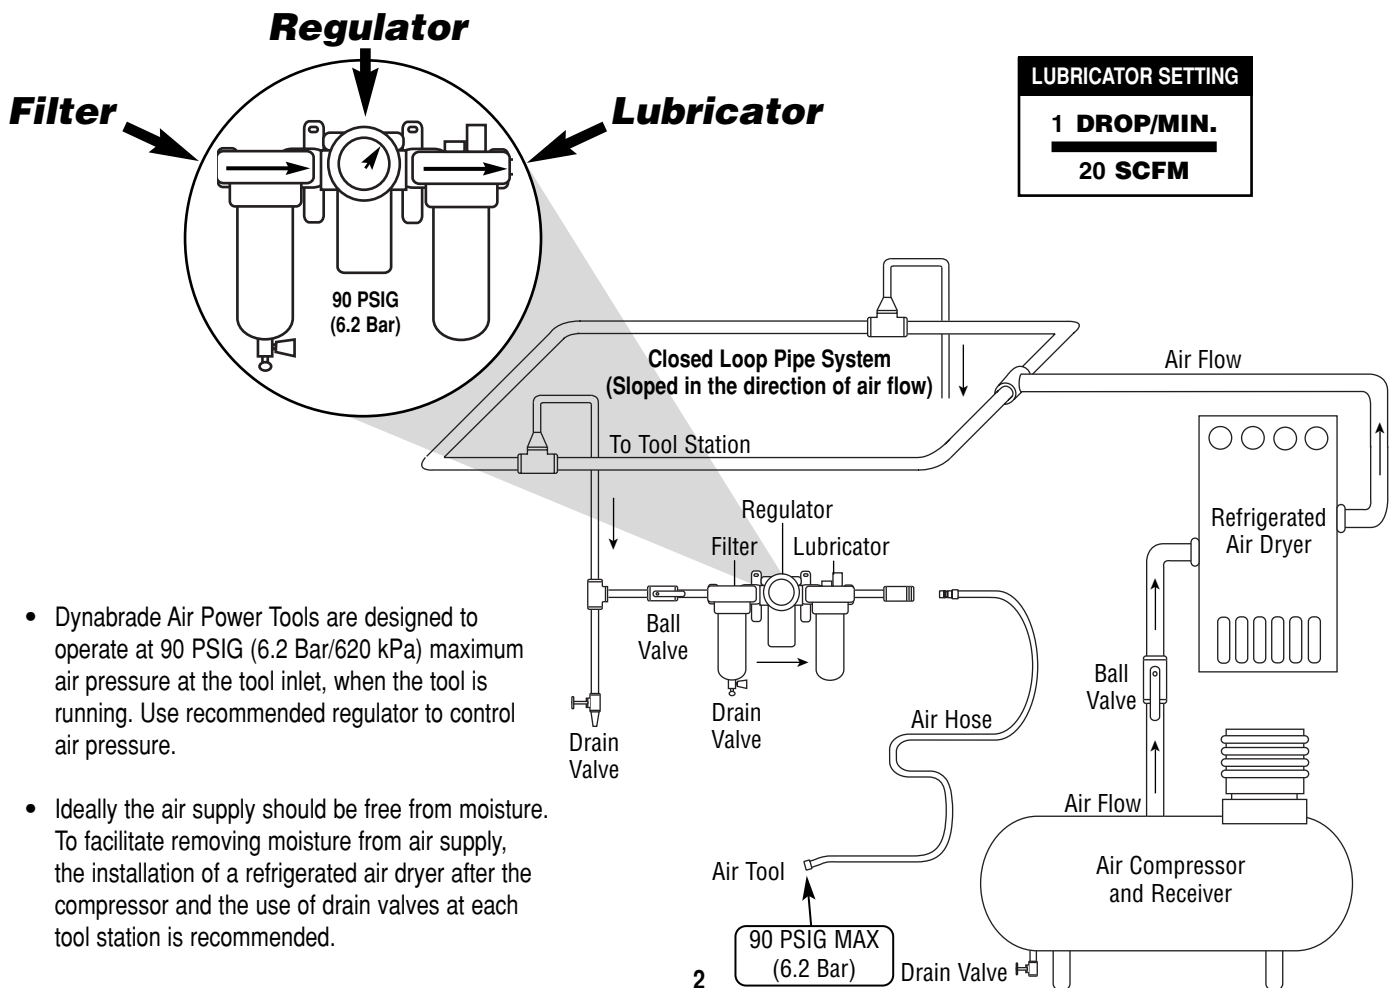 Regulator
Filter
Lubricator
90 PSIG
(6.2 Bar)
LUBRICATOR SETTING
1 DROP/MIN.
20 SCFM
Closed Loop Pipe System
(Sloped in the direction of air flow)
Air Flow
To Tool Station
Regulator
Filter
Lubricator
Refrigerated
Air Dryer
Ball
Valve
Drain
Valve
Drain
Valve
Air Hose
Ball
Valve
Air Flow
Air Compressor
and Receiver
Air Tool
90 PSIG MAX
(6.2 Bar)
Drain Valve
• Dynabrade Air Power Tools are designed to
operate at 90 PSIG (6.2 Bar/620 kPa) maximum
air pressure at the tool inlet, when the tool is
running. Use recommended regulator to control
air pressure.
• Ideally the air supply should be free from moisture.
To facilitate removing moisture from air supply,
the installation of a refrigerated air dryer after the
compressor and the use of drain valves at each
tool station is recommended.
2